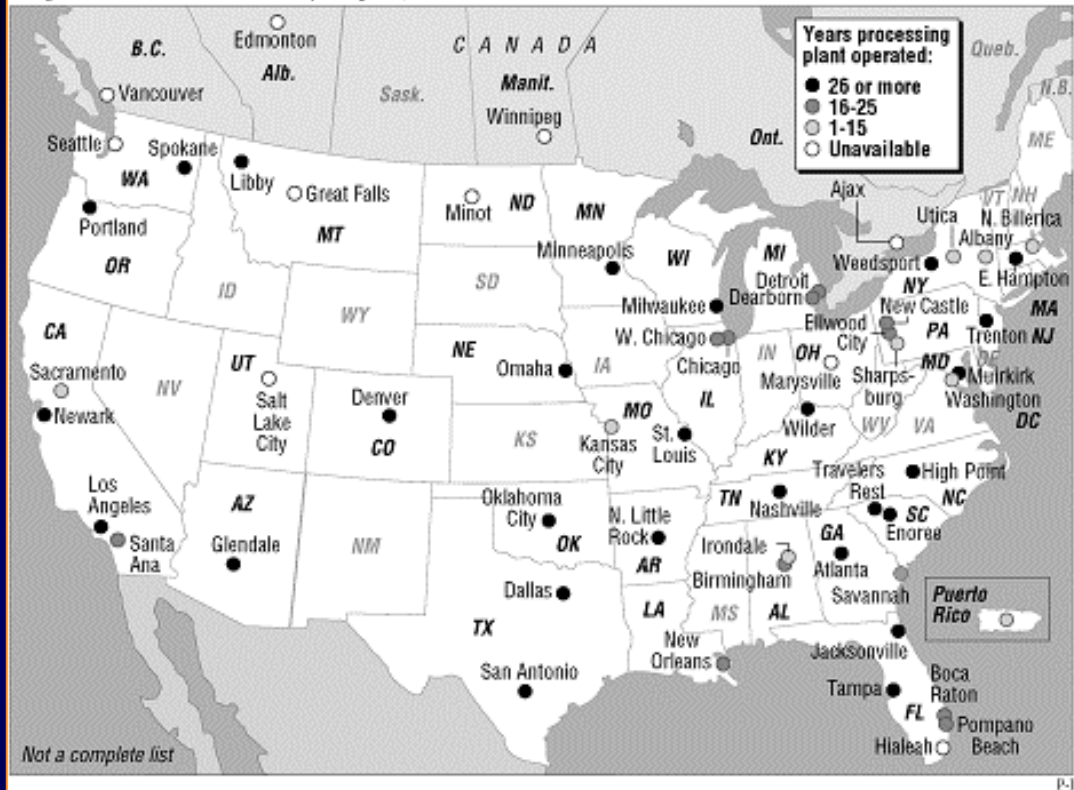 B.C.
Edmonton
Alb.
CANADA
Sask.
Manit.
Winnipeg
Ont.
Queb.
N.B.
Years processing
plant operated:
26 or more
16-25
1-15
Unavailable
Vancouver
Seattle
Spokane
WA
Libby
Great Falls
MT
Minot
ND
MN
Portland
OR
ID
WY
SD
Minneapolis
WI
MI
Milwaukee
Detroit
Dearborn
Ajax
Utica
VT
NH
ME
N. Billerica
Albany
Weedsport
E. Hampton
NY
MA
New Castle
Ellwood
City
PA
Trenton
NJ
CA
Sacramento
Newark
NV
UT
Salt
Lake
City
Denver
CO
NE
Omaha
IA
W. Chicago
Chicago
IL
IN
OH
Marysville
Sharps-
burg
MD
DE
Muirkirk
Washington
DC
KS
MO
Kansas
City
St.
Louis
Wilder
KY
WV
VA
Los
Angeles
Santa
Ana
AZ
Glendale
NM
Oklahoma
City
OK
N. Little
Rock
AR
TN
Nashville
Travelers
Rest
High Point
NC
SC
Enoree
Irondale
Birmingham
GA
Atlanta
Savannah
Dallas
TX
San Antonio
LA
MS
AL
New
Orleans
Jacksonville
Puerto
Rico
Tampa
Boca
Raton
FL
Pompano
Beach
Hialeah
Not a complete list